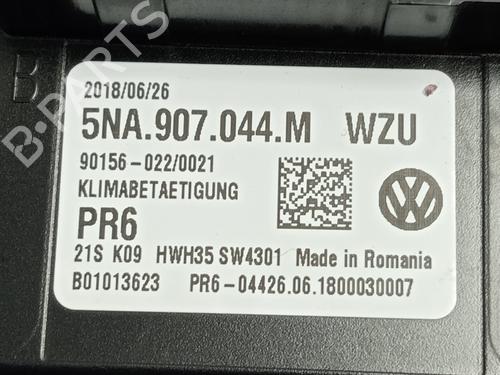 B-PARTS
2018/06/26
5NA.907.044.M WZU
90156-022/0021
KLIMABETAETIGUNG
PR6
21S K09 HWH35 SW4301 Made in Romania
B01013623 PR6-04426.06.1800030007